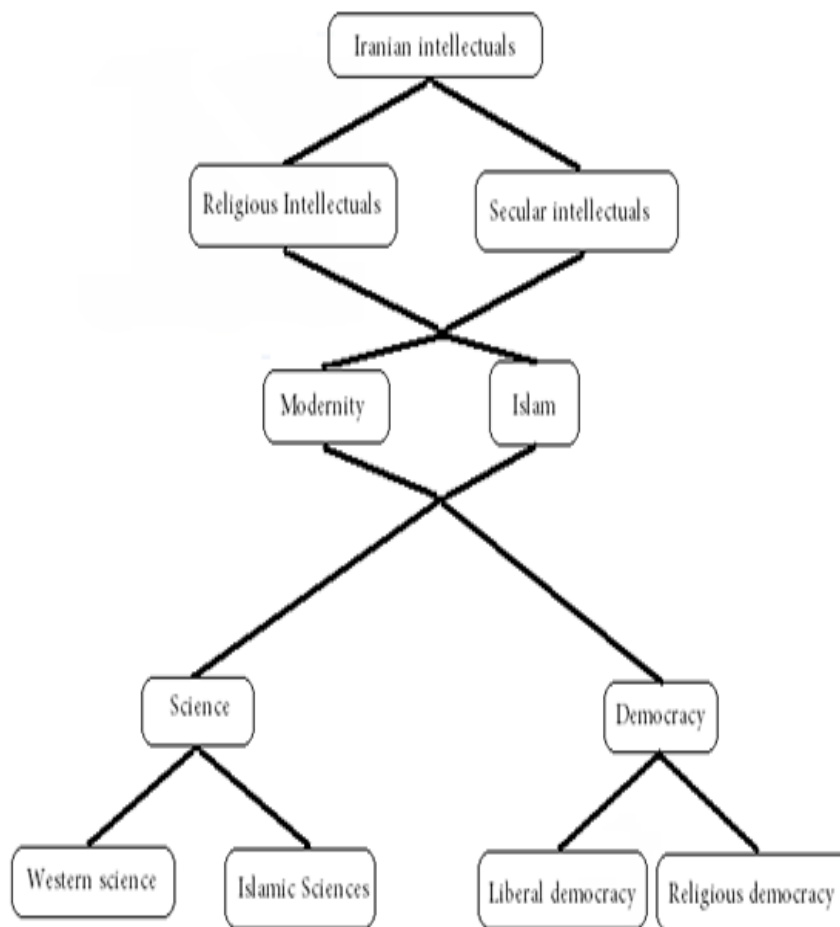 Iranian intellectuals
Religious Intellectuals
Secular intellectuals
Modernity
Islam
Science
Democracy
Western science
Islamic Sciences
Liberal democracy
Religious democracy